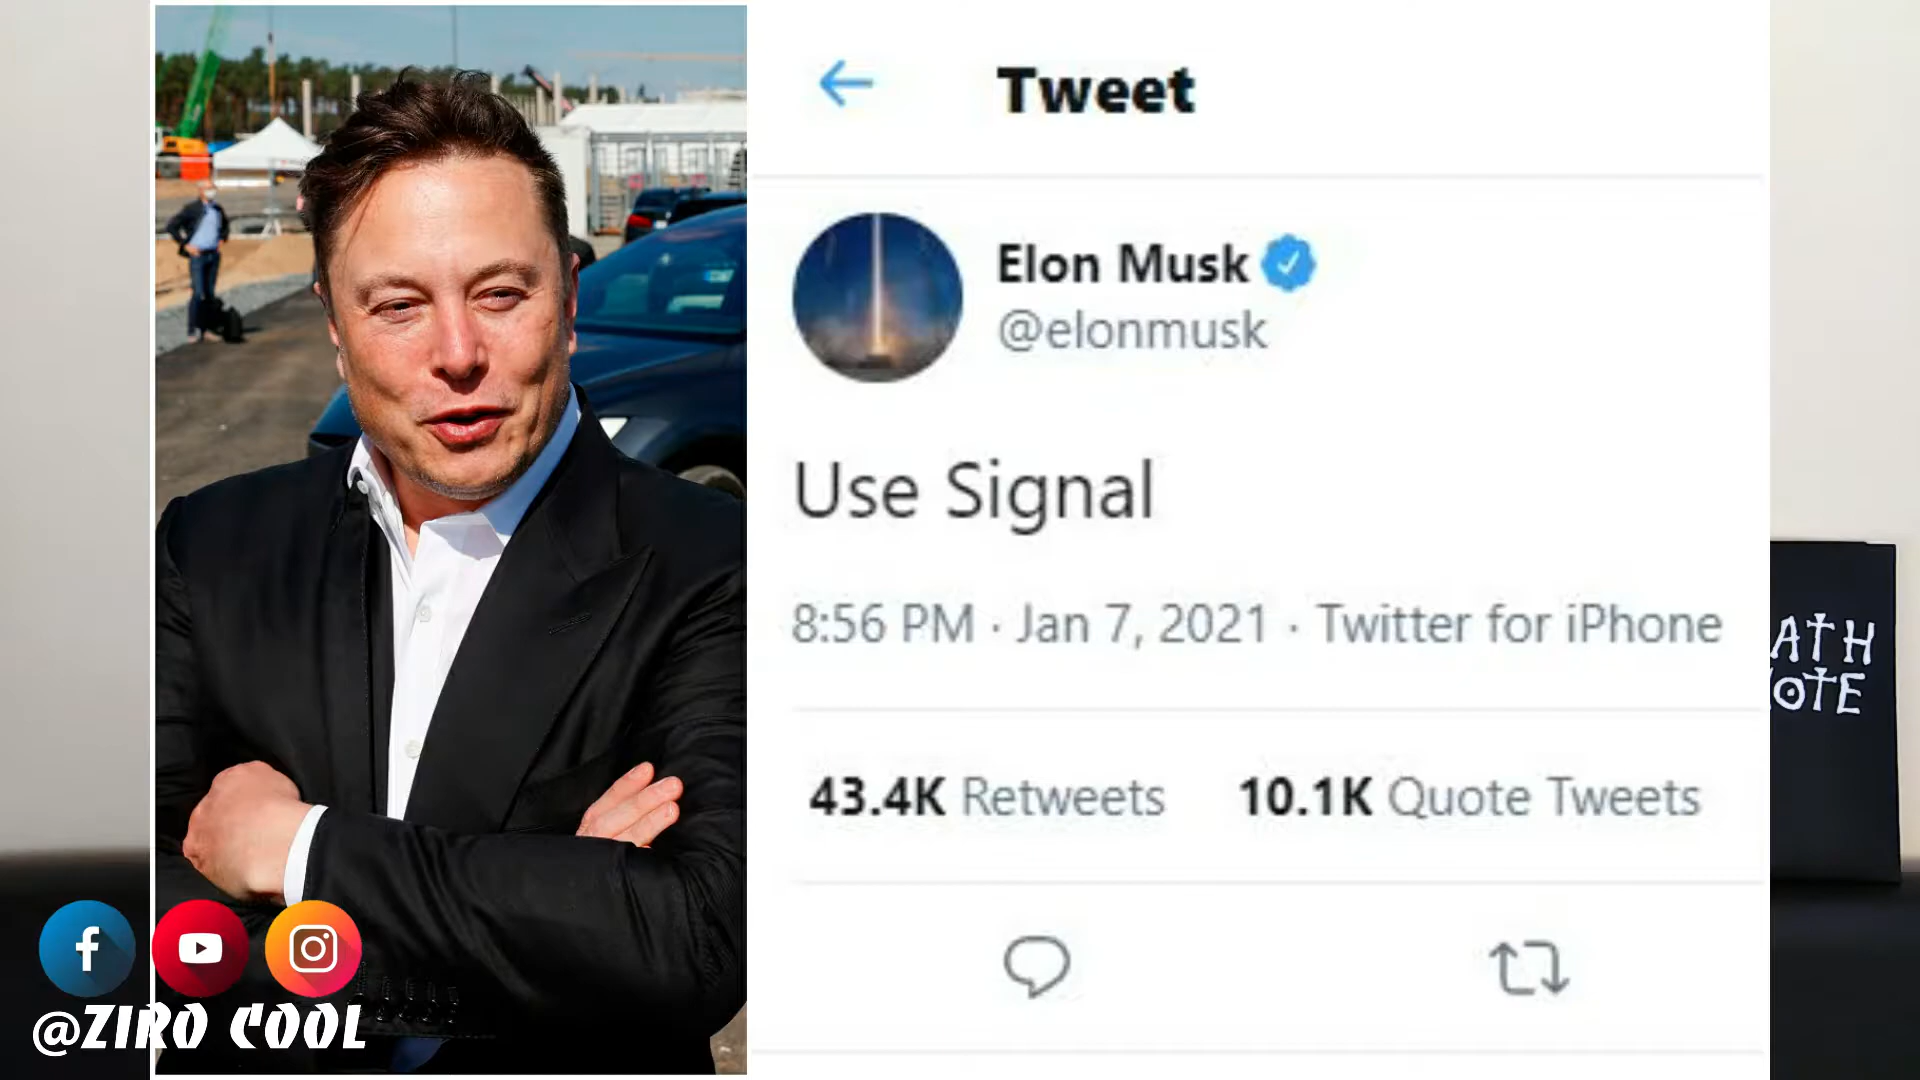 Tweet
Elon Musk
@elonmusk
Use Signal
8:56 PM · Jan 7, 2021 · Twitter for iPhone
43.4K Retweets 10.1K Quote Tweets
ATH
OTE
@ZIRO COOL